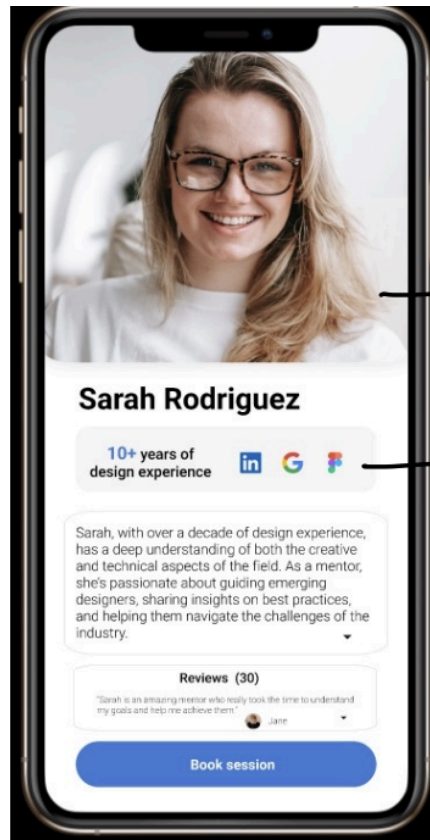 Sarah Rodriguez
10+ years of
design experience
in
Sarah, with over a decade of design experience,
has a deep understanding of both the creative
and technical aspects of the field. As a mentor,
she's passionate about guiding emerging
designers, sharing insights on best practices,
and helping them navigate the challenges of the
industry.
Reviews (30)
"Sarah is an amazing mentor who really took the time to understand
my goals and help me achieve them."
Jane
Book session